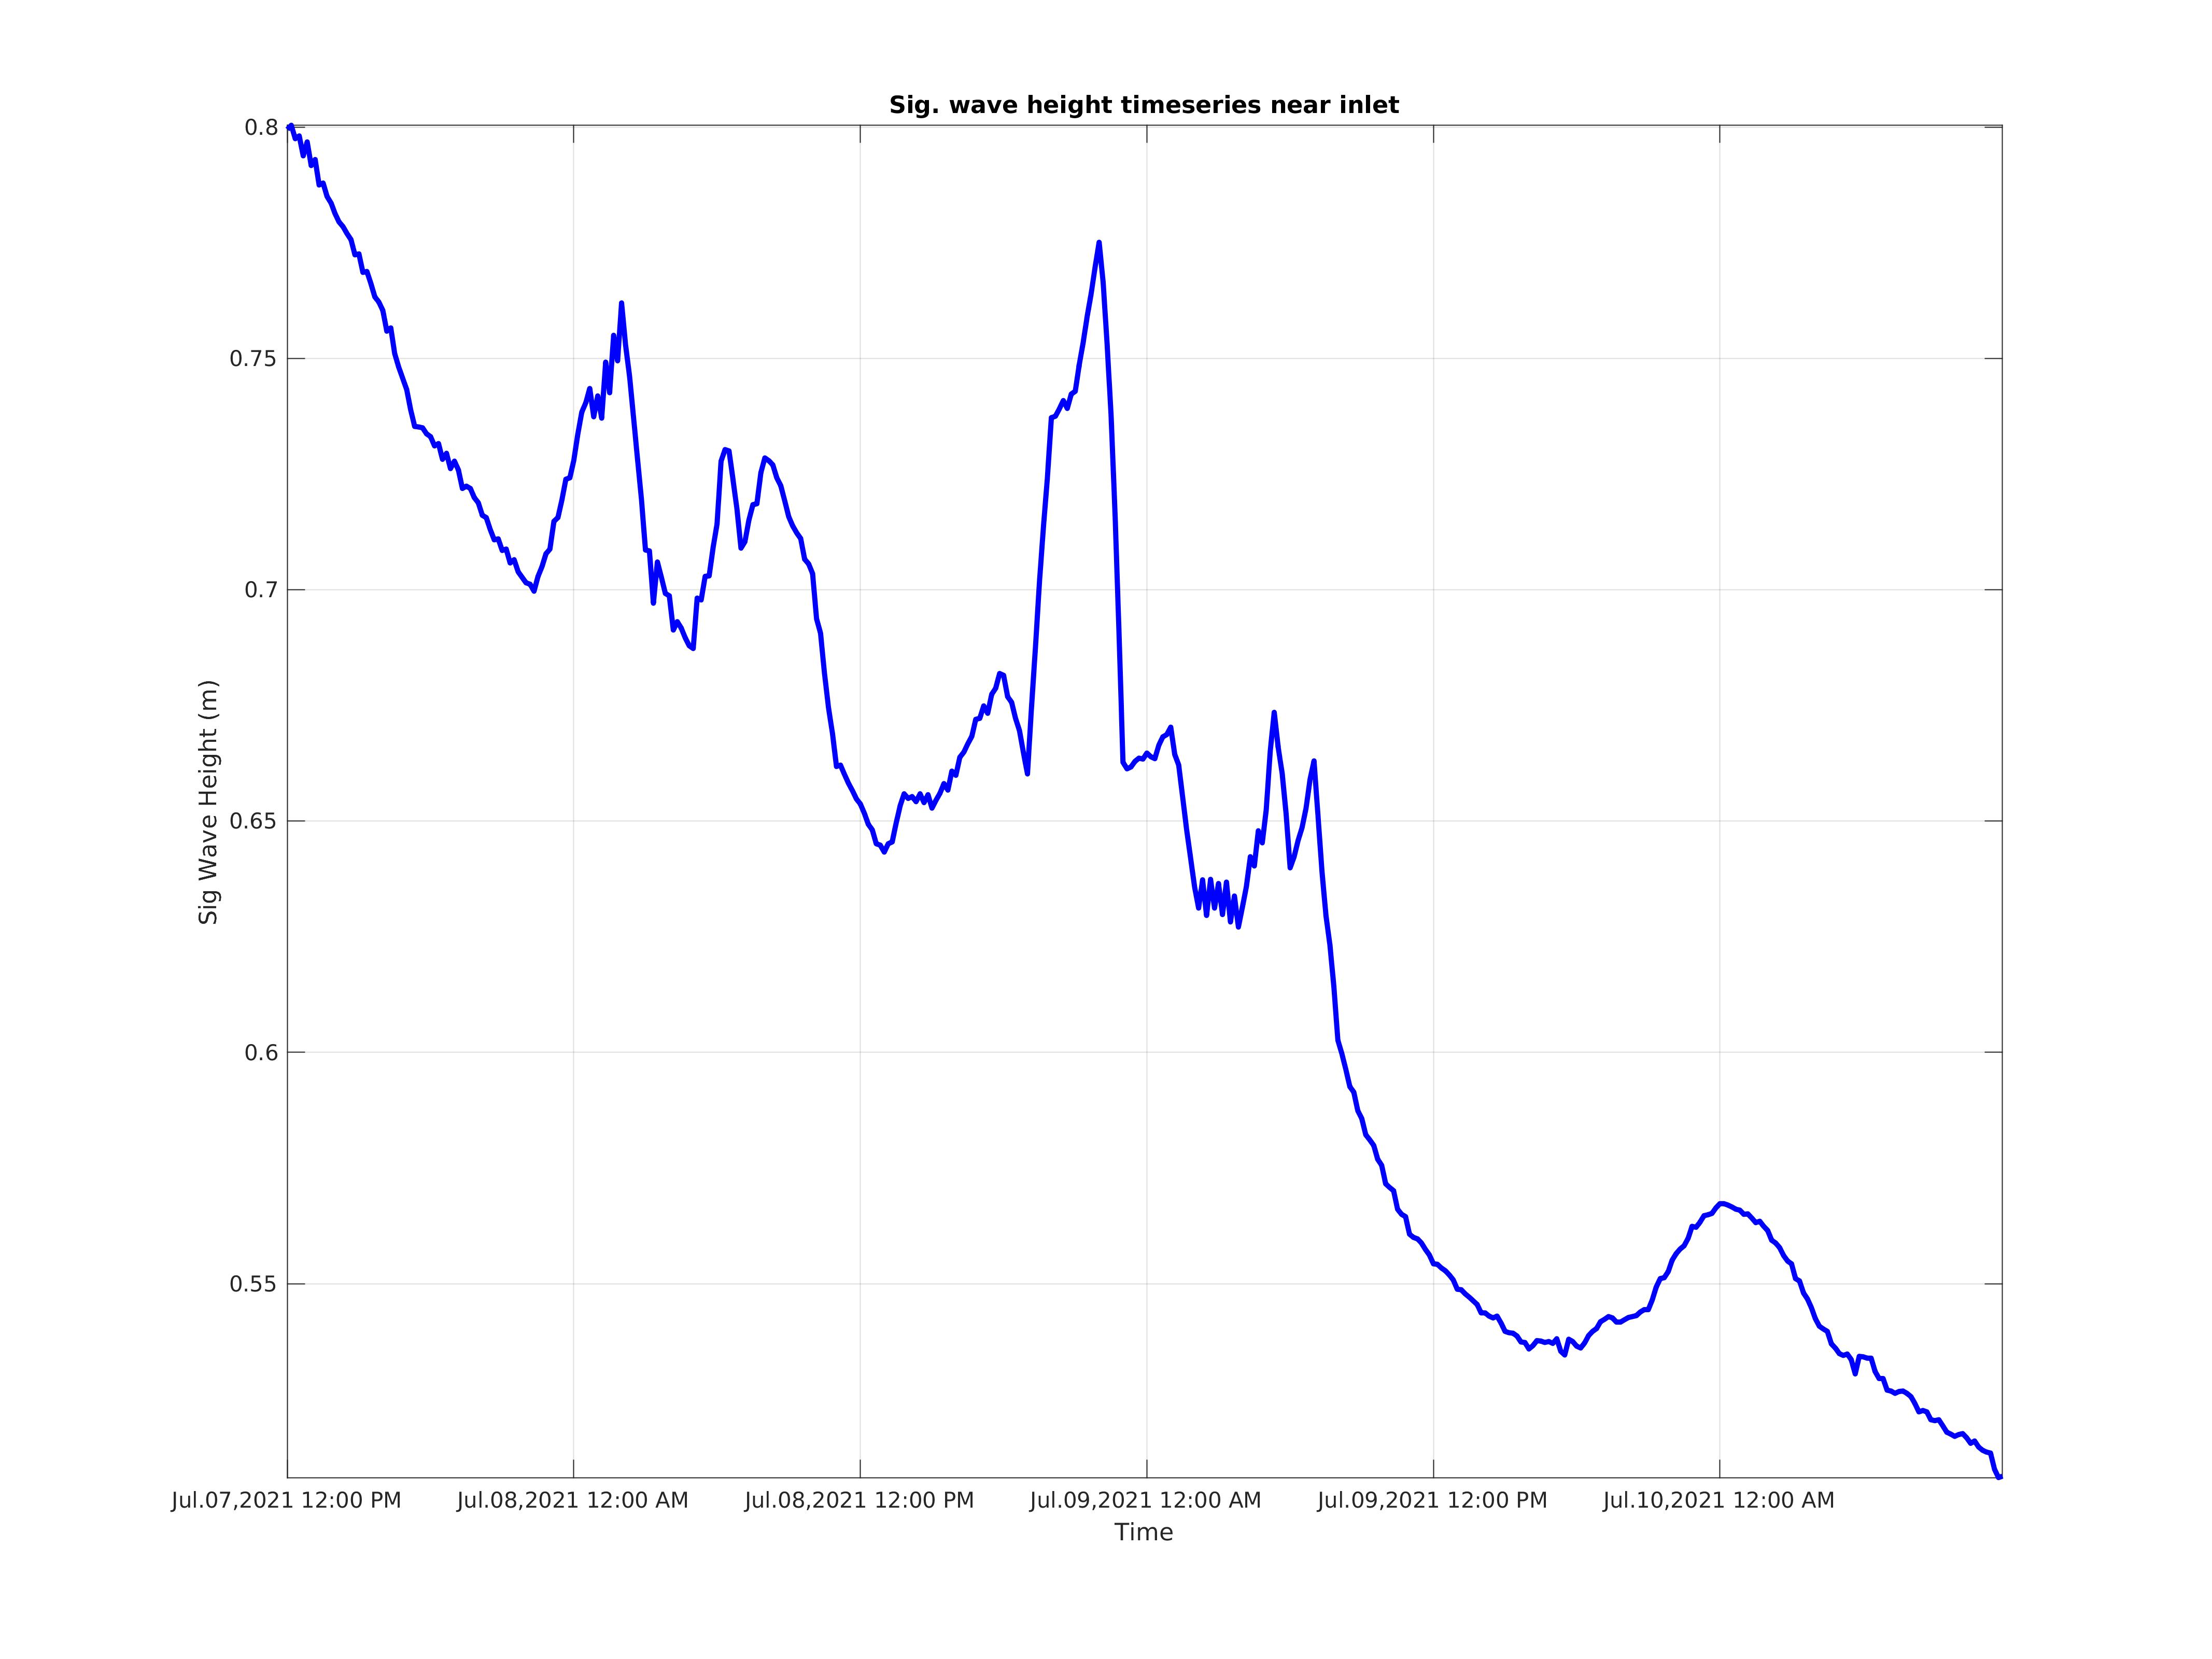 Sig. wave height timeseries near inlet
0.8
0.75
0.7
0.65
0.6
0.55
Sig Wave Height (m)
Jul.07,2021 12:00 PM
Jul.08,2021 12:00 AM
Jul.08,2021 12:00 PM
Jul.09,2021 12:00 AM
Jul.09,2021 12:00 PM
Jul.10,2021 12:00 AM
Time